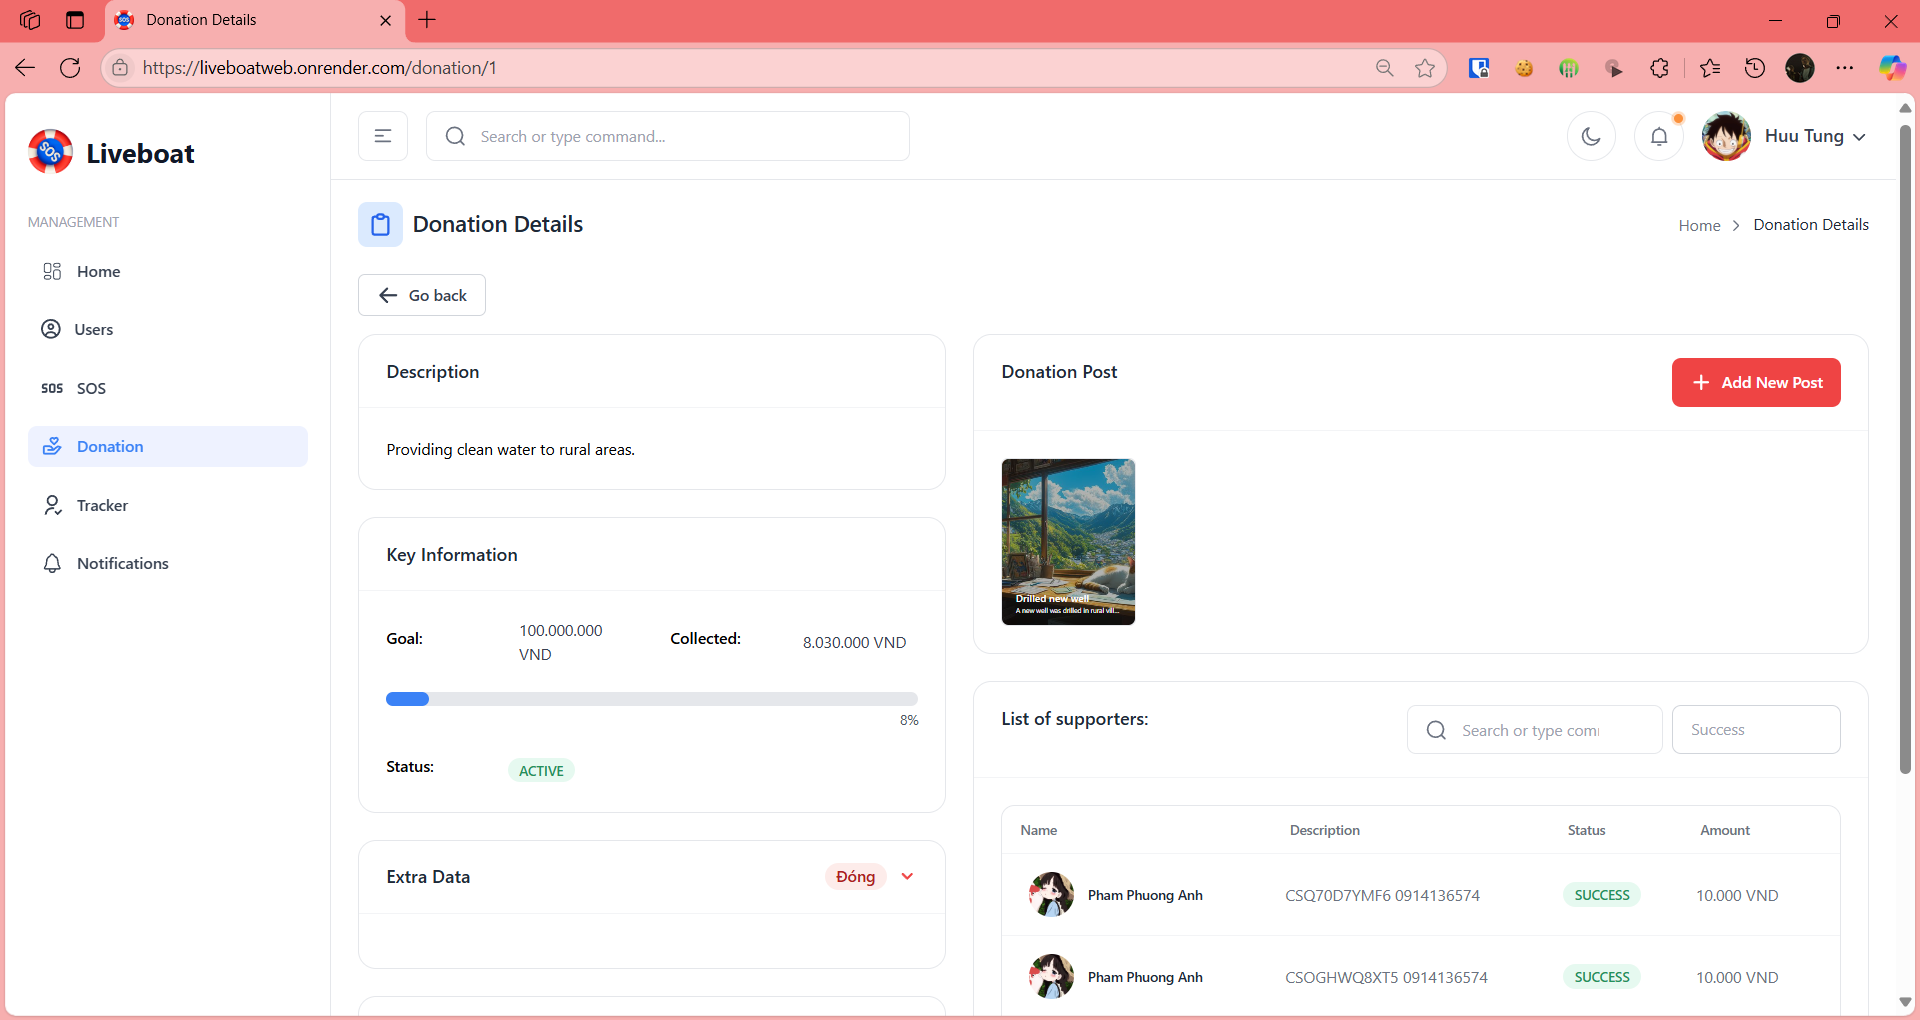 Donation Details
https://liveboatweb.onrender.com/donation/1
SOS
Liveboat
Search or type command...
Huu Tung
MANAGEMENT
Home
Users
SOS SOS
Donation
Tracker
Notifications
Donation Details
Home > Donation Details
Go back
Description
Providing clean water to rural areas.
Key Information
Goal:
100.000.000
VND
Collected:
8.030.000 VND
8%
Status:
ACTIVE
Extra Data
Đóng
Donation Post
+ Add New Post
Drilled new well
A new well was drilled in rural vill...
List of supporters:
Search or type comi
Success
Name Description Status Amount
Pham Phuong Anh CSQ70D7YMF6 0914136574 SUCCESS 10.000 VND
Pham Phuong Anh CSOGHWQ8XT5 0914136574 SUCCESS 10.000 VND